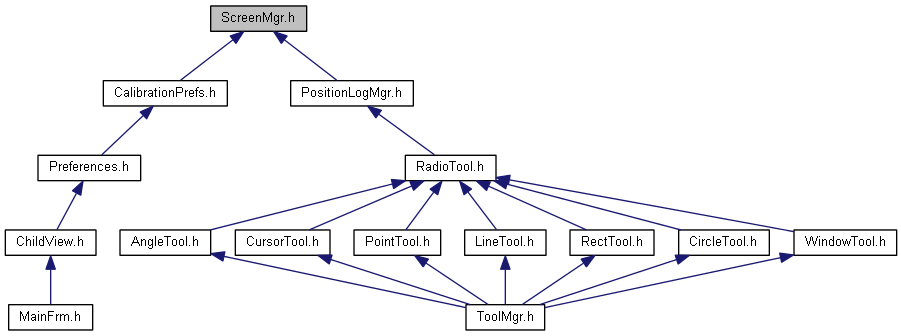 ScreenMgr.h
CalibrationPrefs.h
PositionLogMgr.h
Preferences.h
RadioTool.h
ChildView.h
AngleTool.h
CursorTool.h
PointTool.h
LineTool.h
RectTool.h
CircleTool.h
WindowTool.h
MainFrm.h
ToolMgr.h